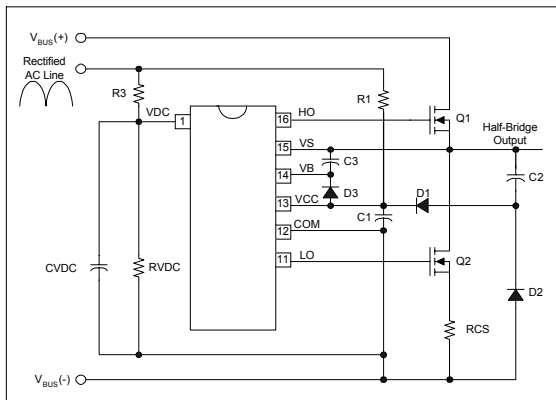 VBUS(+)
Rectified
AC Line
R3
VDC
1
R1
16
HO
Q1
15
VS
Half-Bridge
Output
C3
14
VB
C2
D3
D1
13
VCC
C1
12
COM
11
LO
Q2
CVDC
RVDC
D2
RCS
VBUS(-)